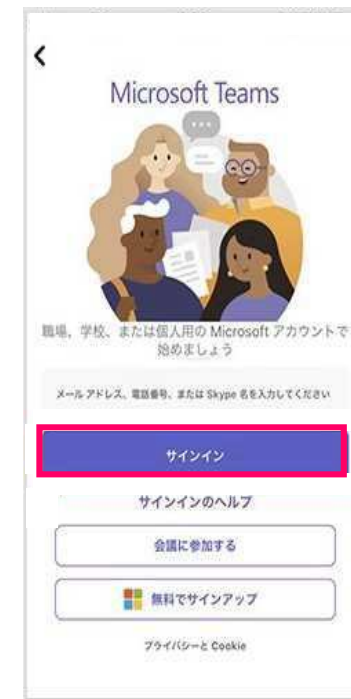 Microsoft Teams
職場、学校、または個人用の Microsoft アカウントで
始めましょう
メール アドレス、電話番号、または Skype 名を入力してください
サインイン
サインインのヘルプ
会議に参加する
無料でサインアップ
プライバシーと Cookie